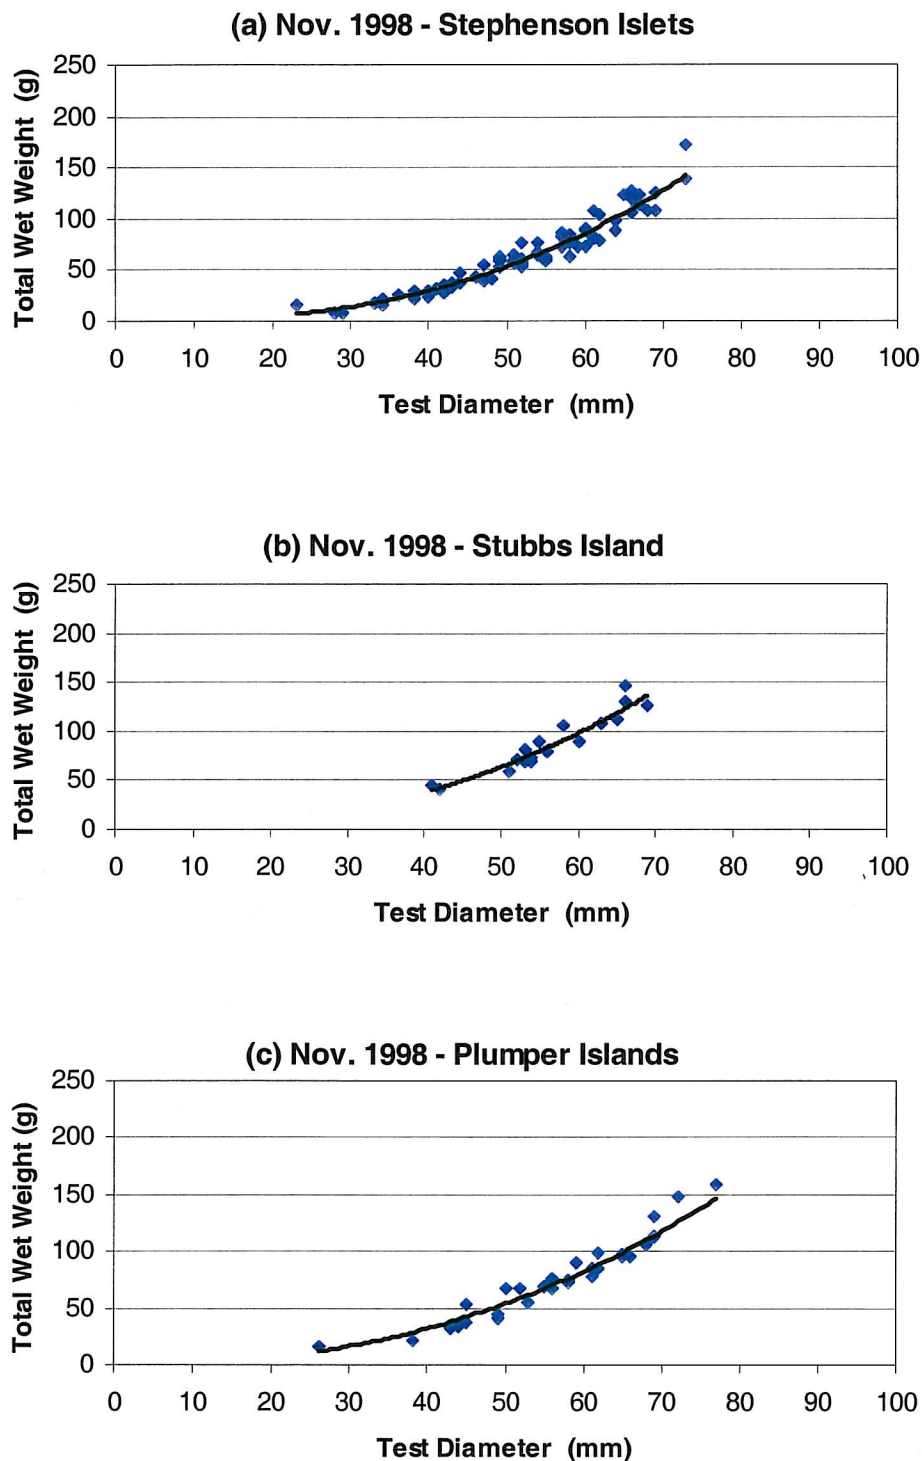 (a) Nov. 1998 - Stephenson Islets
Total Wet Weight (g)
250
200
150
100
50
0
0 10 20 30 40 50 60 70 80 90 100
Test Diameter (mm)
(b) Nov. 1998 - Stubbs Island
Total Wet Weight (g)
250
200
150
100
50
0
0 10 20 30 40 50 60 70 80 90 100
Test Diameter (mm)
(c) Nov. 1998 - Plumper Islands
Total Wet Weight (g)
250
200
150
100
50
0
0 10 20 30 40 50 60 70 80 90 100
Test Diameter (mm)